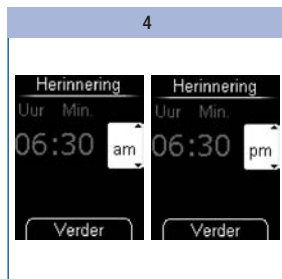 4
Herinnering
Uur Min.
06:30 am
Verder
Herinnering
Uur Min.
06:30 pm
Verder